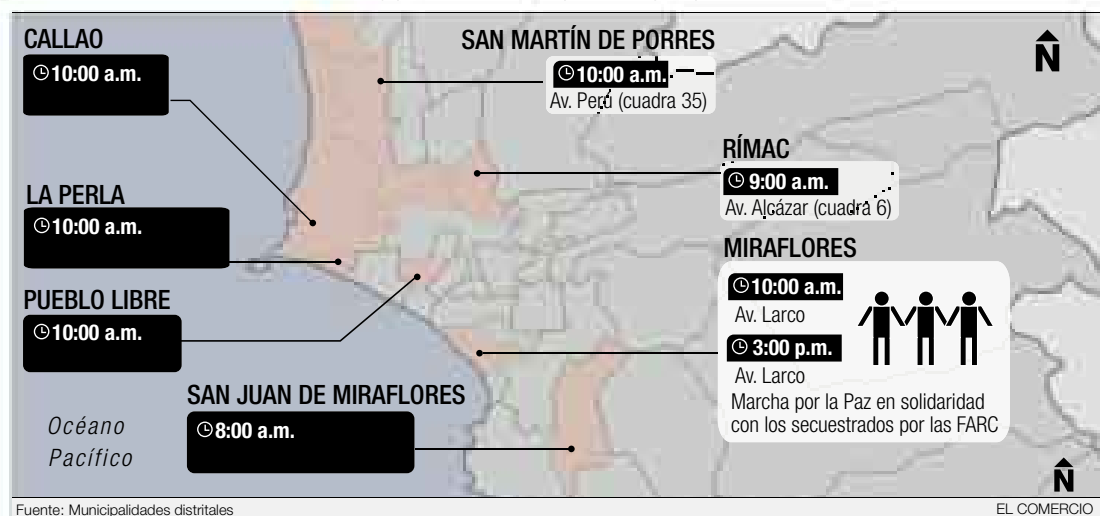 CALLAO
10:00 a.m.
LA PERLA
10:00 a.m.
PUEBLO LIBRE
10:00 a.m.
SAN JUAN DE MIRAFLORES
8:00 a.m.
Océano
Pacífico
SAN MARTÍN DE PORRES
10:00 a.m.
Av. Perú (cuadra 35)
RÍMAC
9:00 a.m.
Av. Alcázar (cuadra 6)
MIRAFLORES
10:00 a.m.
Av. Larco
3:00 p.m.
Av. Larco
Marcha por la Paz en solidaridad
con los secuestrados por las FARC
N
N
Fuente: Municipalidades distritales
EL COMERCIO